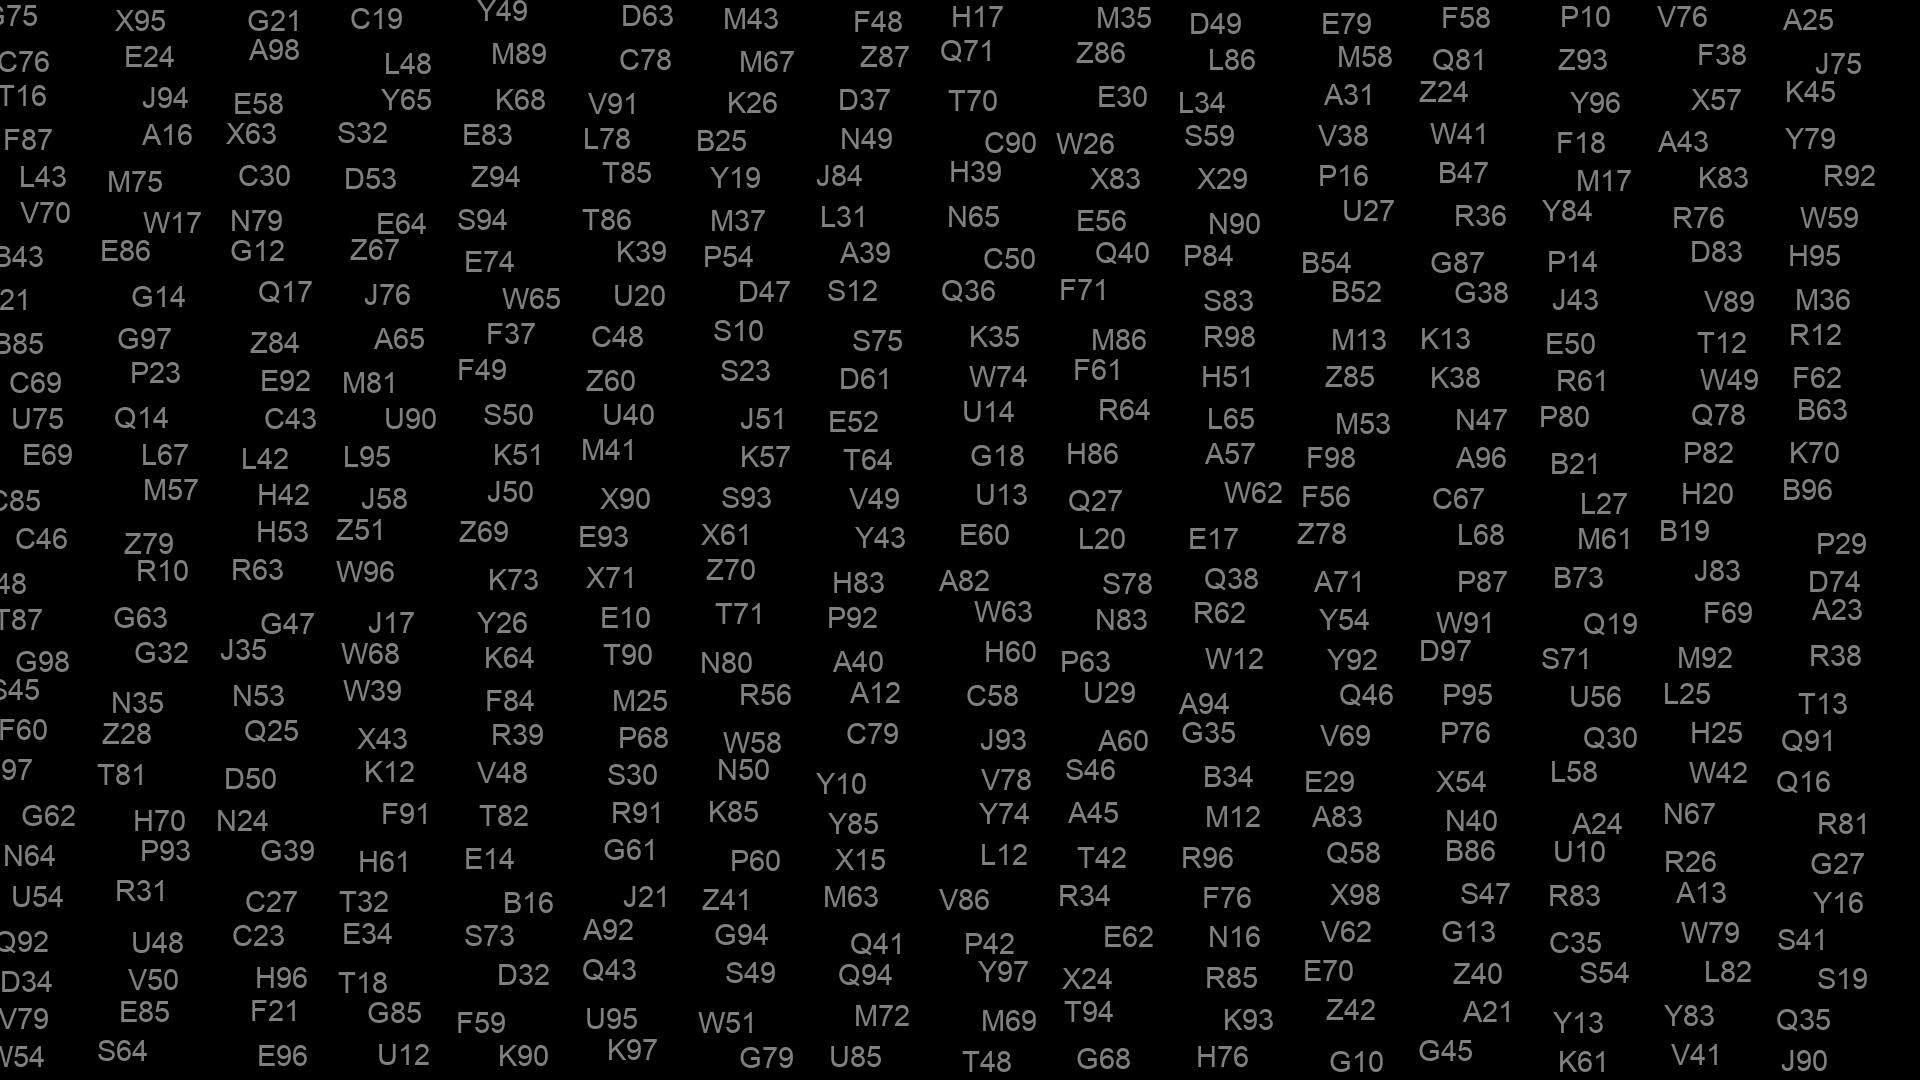 G75 X95 G21 C19 Y49 D63 M43 F48 H17 M35 D49 E79 F58 P10 V76 A25
C76 E24 A98 L48 M89 C78 M67 Z87 Q71 Z86 L86 M58 Q81 Z93 F38 J75
T16 J94 E58 Y65 K68 V91 K26 D37 T70 E30 L34 A31 Z24 Y96 X57 K45
F87 A16 X63 S32 E83 L78 B25 N49 C90 W26 S59 V38 W41 F18 A43 Y79
L43 M75 C30 D53 Z94 T85 Y19 J84 H39 X83 X29 P16 B47 M17 K83 R92
V70 W17 N79 E64 S94 T86 M37 L31 N65 E56 N90 U27 R36 Y84 R76 W59
B43 E86 G12 Z67 E74 K39 P54 A39 C50 Q40 P84 B54 G87 P14 D83 H95
21 G14 Q17 J76 W65 U20 D47 S12 Q36 F71 S83 B52 G38 J43 V89 M36
B85 G97 Z84 A65 F37 C48 S10 S75 K35 M86 R98 M13 K13 E50 T12 R12
C69 P23 E92 M81 F49 Z60 S23 D61 W74 F61 H51 Z85 K38 R61 W49 F62
U75 Q14 C43 U90 S50 U40 J51 E52 U14 R64 L65 M53 N47 P80 Q78 B63
E69 L67 L42 L95 K51 M41 K57 T64 G18 H86 A57 F98 A96 B21 P82 K70
C85 M57 H42 J58 J50 X90 S93 V49 U13 Q27 W62 F56 C67 L27 H20 B96
C46 Z79 H53 Z51 Z69 E93 X61 Y43 E60 L20 E17 Z78 L68 M61 B19 P29
48 R10 R63 W96 K73 X71 Z70 H83 A82 S78 Q38 A71 P87 B73 J83 D74
T87 G63 G47 J17 Y26 E10 T71 P92 W63 N83 R62 Y54 W91 Q19 F69 A23
G98 G32 J35 W68 K64 T90 N80 A40 H60 P63 W12 Y92 D97 S71 M92 R38
S45 N35 N53 W39 F84 M25 R56 A12 C58 U29 A94 Q46 P95 U56 L25 T13
F60 Z28 Q25 X43 R39 P68 W58 C79 J93 A60 G35 V69 P76 Q30 H25 Q91
97 T81 D50 K12 V48 S30 N50 Y10 V78 S46 B34 E29 X54 L58 W42 Q16
G62 H70 N24 F91 T82 R91 K85 Y85 Y74 A45 M12 A83 N40 A24 N67 R81
N64 P93 G39 H61 E14 G61 P60 X15 L12 T42 R96 Q58 B86 U10 R26 G27
U54 R31 C27 T32 B16 J21 Z41 M63 V86 R34 F76 X98 S47 R83 A13 Y16
Q92 U48 C23 E34 S73 A92 G94 Q41 P42 E62 N16 V62 G13 C35 W79 S41
D34 V50 H96 T18 D32 Q43 S49 Q94 Y97 X24 R85 E70 Z40 S54 L82 S19
V79 E85 F21 G85 F59 U95 W51 M72 M69 T94 K93 Z42 A21 Y13 Y83 Q35
W54 S64 E96 U12 K90 K97 G79 U85 T48 G68 H76 G10 G45 K61 V41 J90